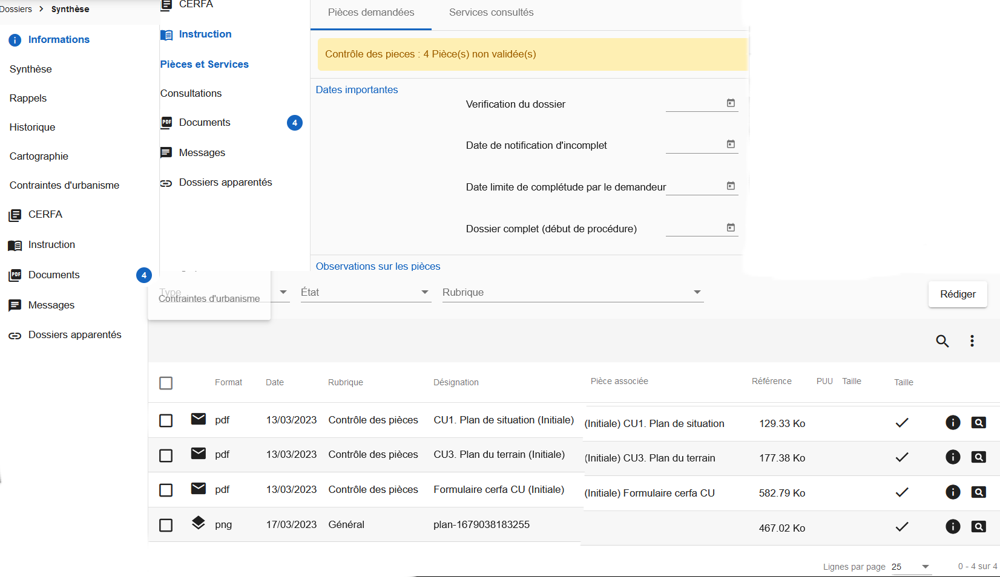 Dossiers > Synthèse
Informations
Synthèse
Rappels
Historique
Cartographie
Contraintes d'urbanisme
CERFA
Instruction
Documents 4
Messages
Dossiers apparentés
CERFA
Instruction
Pièces et Services
Consultations
Documents 4
Messages
Dossiers apparentés
Pièces demandées Services consultés
Contrôle des pieces : 4 Pièce(s) non validée(s)
Dates importantes
Verification du dossier
Date de notification d'incomplet
Date limite de complétude par le demandeur
Dossier complet (début de procédure)
Observations sur les pièces
Type État Rubrique
Contraintes d'urbanisme
Rédiger
Format Date Rubrique Désignation Pièce associée Référence PUU Taille Taille
pdf 13/03/2023 Contrôle des pièces CU1. Plan de situation (Initiale) (Initiale) CU1. Plan de situation 129.33 Ko
pdf 13/03/2023 Contrôle des pièces CU3. Plan du terrain (Initiale) (Initiale) CU3. Plan du terrain 177.38 Ko
pdf 13/03/2023 Contrôle des pièces Formulaire cerfa CU (Initiale) (Initiale) Formulaire cerfa CU 582.79 Ko
png 17/03/2023 Général plan-1679038183255 467.02 Ko
Lignes par page 25 0 - 4 sur 4